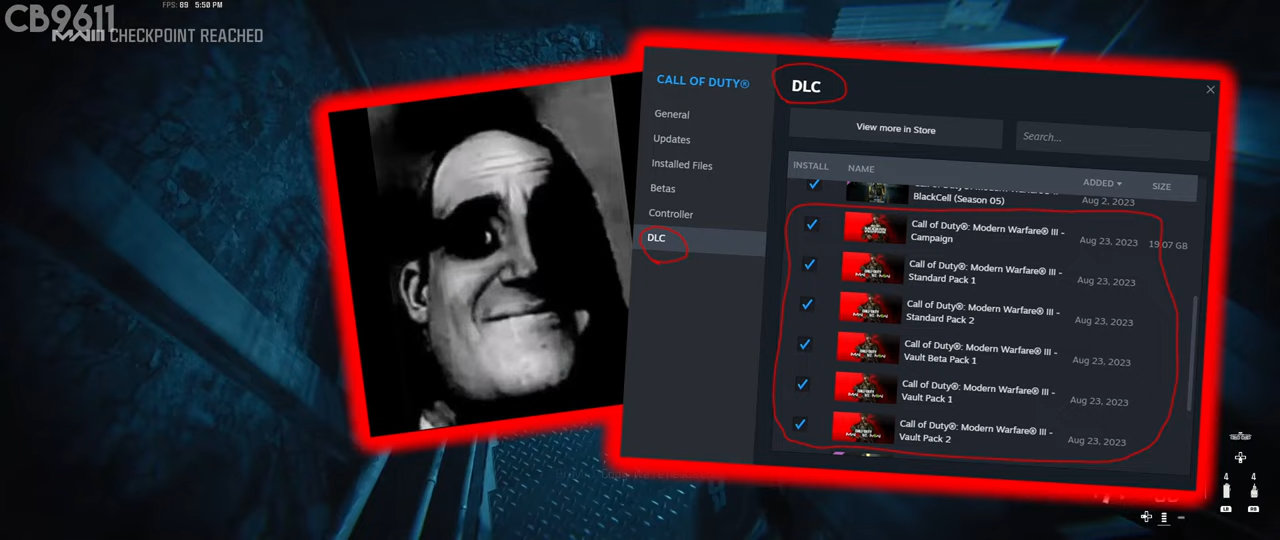 FPS: 89 5:50 PM
CB9611
CHECKPOINT REACHED
CALL OF DUTY®
General
Updates
Installed Files
Betas
Controller
DLC
DLC
View more in Store
Search...
INSTALL NAME ADDED SIZE
BlackCell (Season 05) Aug 2, 2023
Call of Duty®: Modern Warfare® III -
Campaign
Aug 23, 2023 19.07 GB
Call of Duty®: Modern Warfare® III -
Standard Pack 1
Aug 23, 2023
Call of Duty®: Modern Warfare® III -
Standard Pack 2
Aug 23, 2023
Call of Duty®: Modern Warfare® III -
Vault Beta Pack 1
Aug 23, 2023
Call of Duty®: Modern Warfare® III -
Vault Pack 1
Aug 23, 2023
Call of Duty®: Modern Warfare® III -
Vault Pack 2
Aug 23, 2023
4 4
LB RB